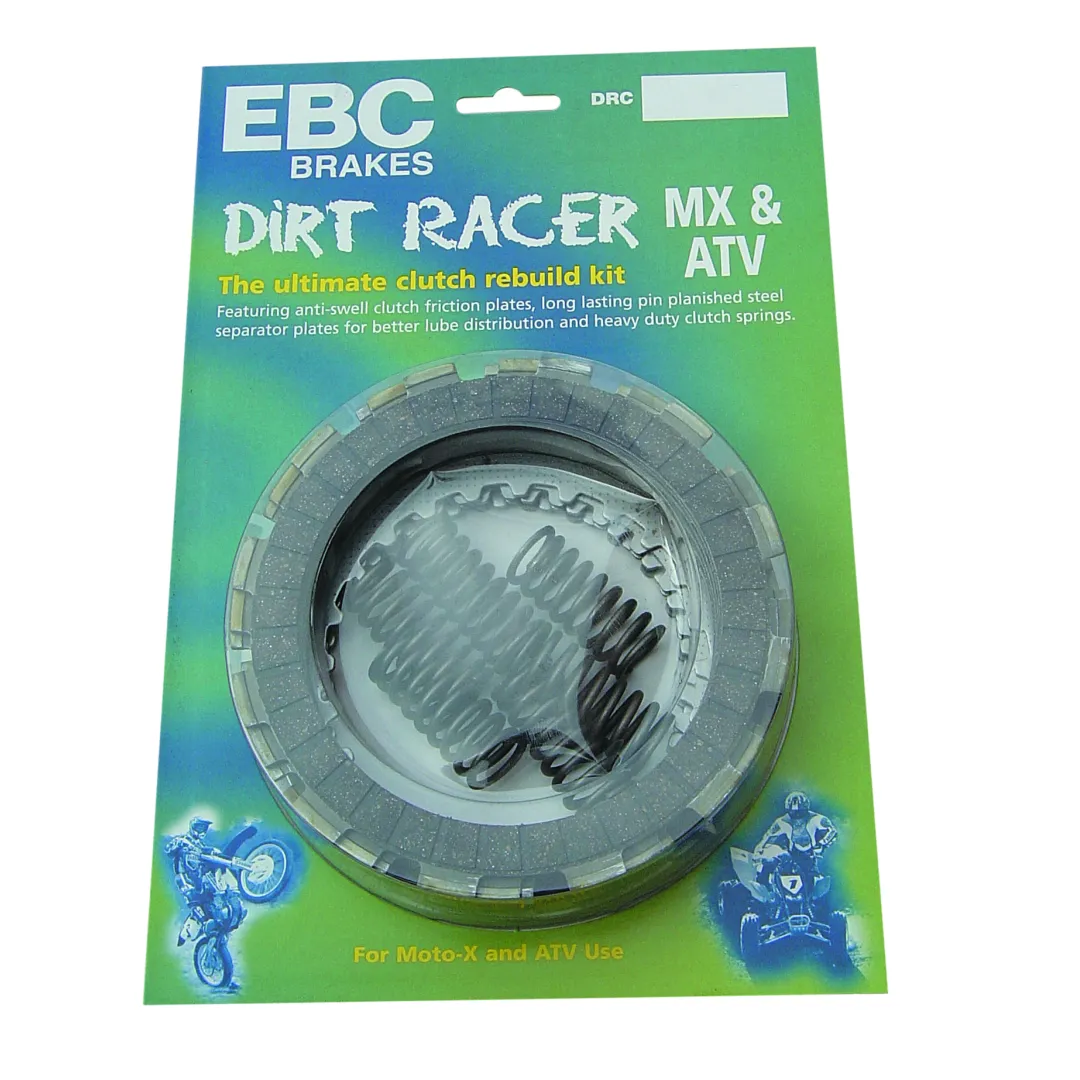 EBC
BRAKES
DRC
DiRT RACER
MX &
ATV
The ultimate clutch rebuild kit
Featuring anti-swell clutch friction plates, long lasting pin planished steel
separator plates for better lube distribution and heavy duty clutch springs.
1
For Moto-X and ATV Use